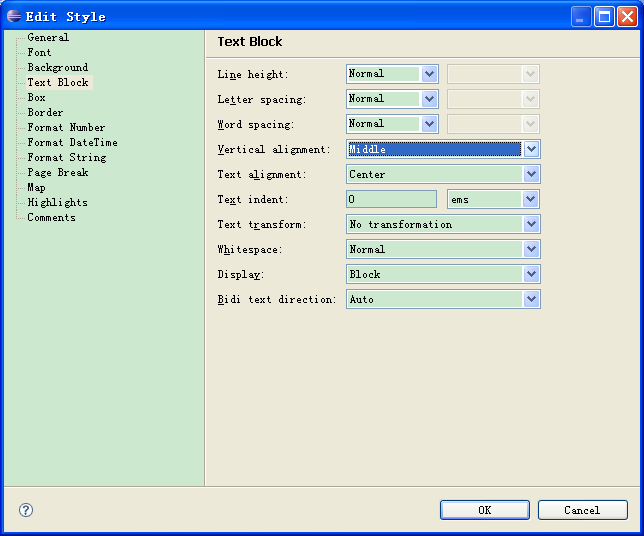 Edit Style
General
Font
Background
Text Block
Box
Border
Format Number
Format DateTime
Format String
Page Break
Map
Highlights
Comments
Text Block
Line height: Normal
Letter spacing: Normal
Word spacing: Normal
Vertical alignment: Middle
Text alignment: Center
Text indent: 0 ems
Text transform: No transformation
Whitespace: Normal
Display: Block
Bidi text direction: Auto
?
OK Cancel